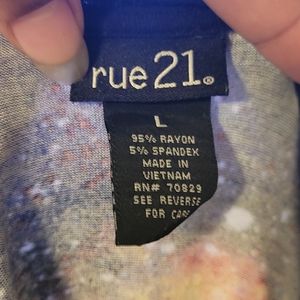 rue21®
L
95% RAYON
5% SPANDEX
MADE IN
VIETNAM
RN# 70829
SEE REVERSE
FOR CARE